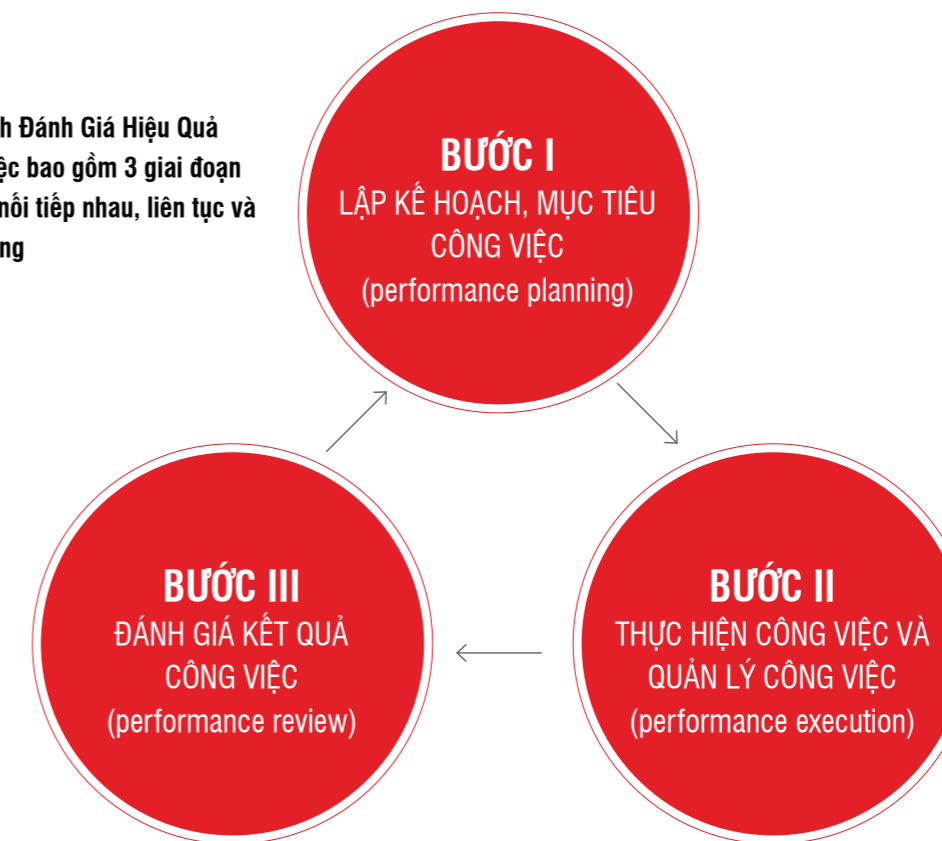 h Đánh Giá Hiệu Quả
ệc bao gồm 3 giai đoạn
nối tiếp nhau, liên tục và
ng
BƯỚC I
LẬP KẾ HOẠCH, MỤC TIÊU
CÔNG VIỆC
(performance planning)
BƯỚC III
ĐÁNH GIÁ KẾT QUẢ
CÔNG VIỆC
(performance review)
BƯỚC II
THỰC HIỆN CÔNG VIỆC VÀ
QUẢN LÝ CÔNG VIỆC
(performance execution)